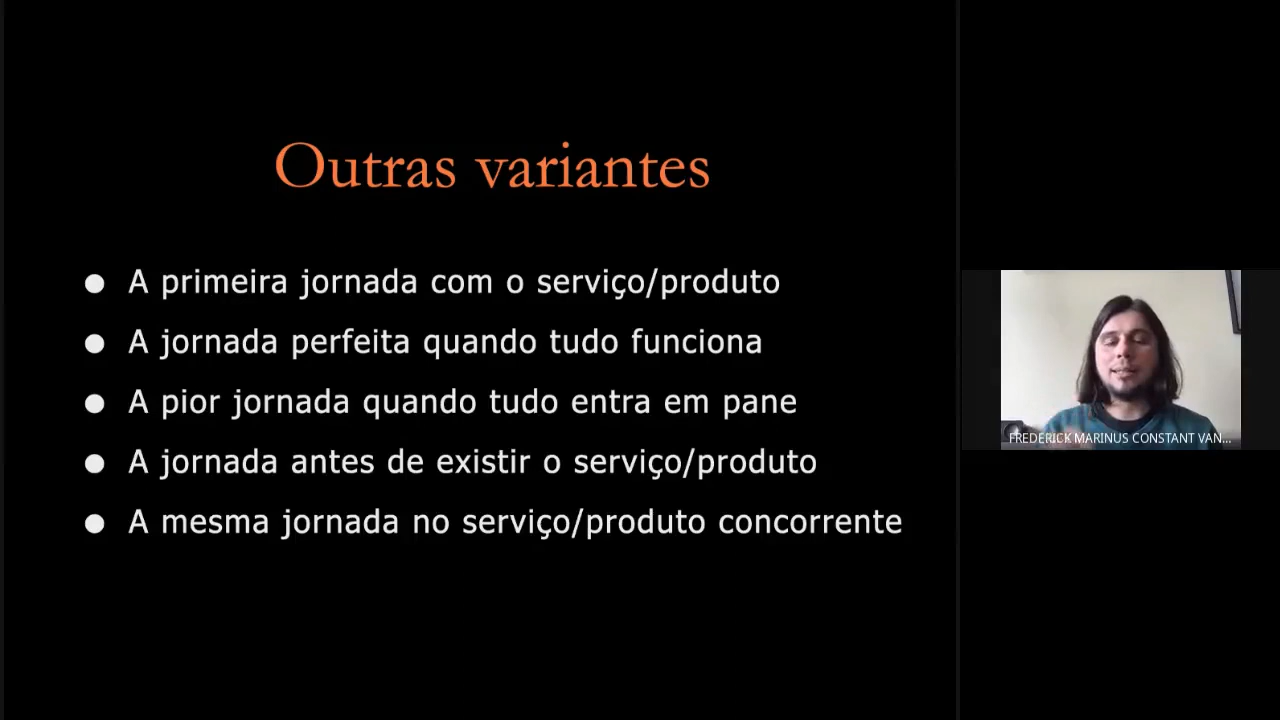 Outras variantes
● A primeira jornada com o serviço/produto
● A jornada perfeita quando tudo funciona
● A pior jornada quando tudo entra em pane
● A jornada antes de existir o serviço/produto
● A mesma jornada no serviço/produto concorrente
FREDERICK MARINUS CONSTANT VAN...